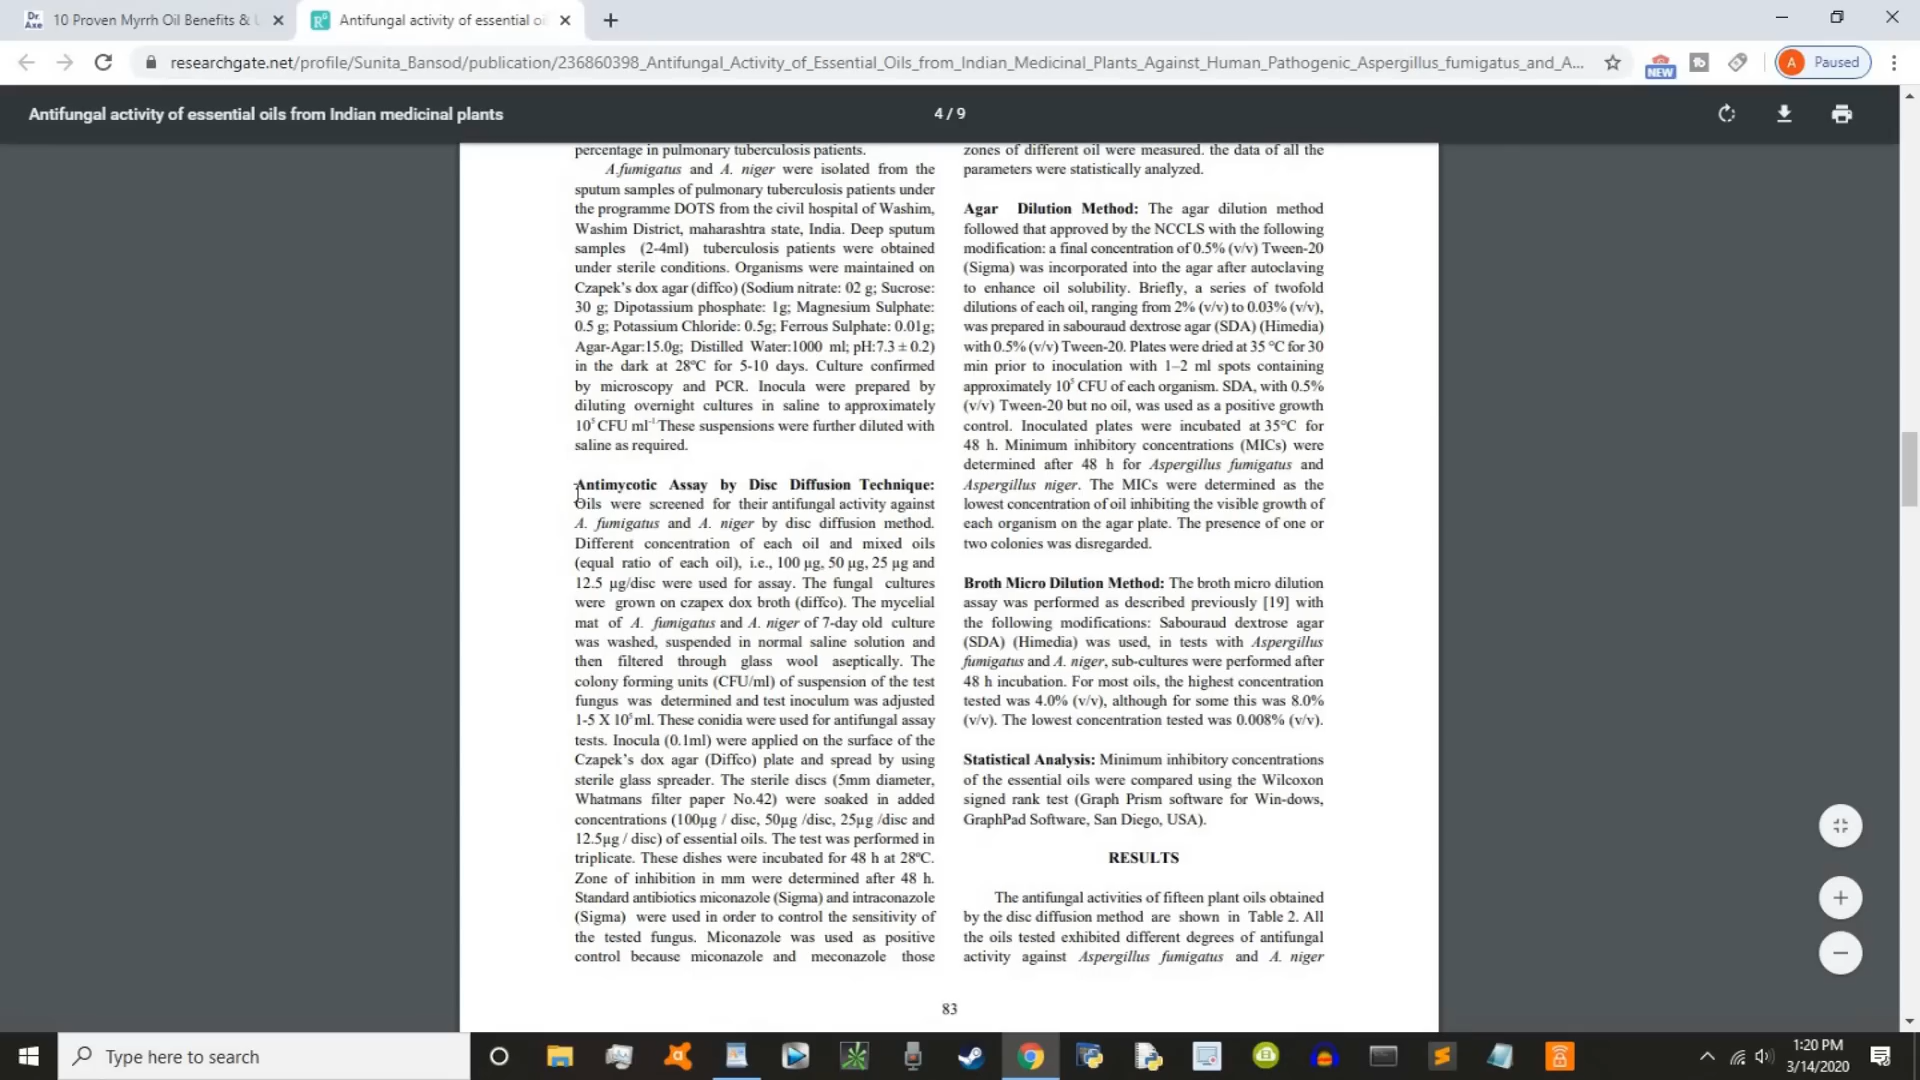 Dr. Axe
10 Proven Myrrh Oil Benefits &
Antifungal activity of essential
researchgate.net/profile/Sunita_Bansod/publication/236860398_Antifungal_Activity_of_Essential_Oils_from_Indian_Medicinal_Plants_Against_Human_Pathogenic_Aspergillus_fumigatus_and_A...
NEW
A Paused
Antifungal activity of essential oils from Indian medicinal plants
4 / 9
percentage in pulmonary tuberculosis patients.
A.fumigatus and A. niger were isolated from the
sputum samples of pulmonary tuberculosis patients under
the programme DOTS from the civil hospital of Washim,
Washim District, maharashtra state, India. Deep sputum
samples (2-4ml) tuberculosis patients were obtained
under sterile conditions. Organisms were maintained on
Czapek's dox agar (diffco) (Sodium nitrate: 02 g; Sucrose:
30 g; Dipotassium phosphate: 1g; Magnesium Sulphate:
0.5 g; Potassium Chloride: 0.5g; Ferrous Sulphate: 0.01g;
Agar-Agar:15.0g; Distilled Water:1000 ml; pH:7.3 ± 0.2)
in the dark at 28ºC for 5-10 days. Culture confirmed
by microscopy and PCR. Inocula were prepared by
diluting overnight cultures in saline to approximately
10⁵ CFU ml⁻¹ These suspensions were further diluted with
saline as required.
Antimycotic Assay by Disc Diffusion Technique:
Oils were screened for their antifungal activity against
A. fumigatus and A. niger by disc diffusion method.
Different concentration of each oil and mixed oils
(equal ratio of each oil), i.e., 100 µg, 50 µg, 25 µg and
12.5 µg/disc were used for assay. The fungal cultures
were grown on czapex dox broth (diffco). The mycelial
mat of A. fumigatus and A. niger of 7-day old culture
was washed, suspended in normal saline solution and
then filtered through glass wool aseptically. The
colony forming units (CFU/ml) of suspension of the test
fungus was determined and test inoculum was adjusted
1-5 X 10⁵ ml. These conidia were used for antifungal assay
tests. Inocula (0.1ml) were applied on the surface of the
Czapek's dox agar (Diffco) plate and spread by using
sterile glass spreader. The sterile discs (5mm diameter,
Whatmans filter paper No.42) were soaked in added
concentrations (100µg / disc, 50µg /disc, 25µg /disc and
12.5µg / disc) of essential oils. The test was performed in
triplicate. These dishes were incubated for 48 h at 28ºC.
Zone of inhibition in mm were determined after 48 h.
Standard antibiotics miconazole (Sigma) and intraconazole
(Sigma) were used in order to control the sensitivity of
the tested fungus. Miconazole was used as positive
control because miconazole and meconazole those
zones of different oil were measured. the data of all the
parameters were statistically analyzed.
Agar Dilution Method: The agar dilution method
followed that approved by the NCCLS with the following
modification: a final concentration of 0.5% (v/v) Tween-20
(Sigma) was incorporated into the agar after autoclaving
to enhance oil solubility. Briefly, a series of twofold
dilutions of each oil, ranging from 2% (v/v) to 0.03% (v/v),
was prepared in sabouraud dextrose agar (SDA) (Himedia)
with 0.5% (v/v) Tween-20. Plates were dried at 35 ºC for 30
min prior to inoculation with 1–2 ml spots containing
approximately 10⁵ CFU of each organism. SDA, with 0.5%
(v/v) Tween-20 but no oil, was used as a positive growth
control. Inoculated plates were incubated at 35ºC for
48 h. Minimum inhibitory concentrations (MICs) were
determined after 48 h for Aspergillus fumigatus and
Aspergillus niger. The MICs were determined as the
lowest concentration of oil inhibiting the visible growth of
each organism on the agar plate. The presence of one or
two colonies was disregarded.
Broth Micro Dilution Method: The broth micro dilution
assay was performed as described previously [19] with
the following modifications: Sabouraud dextrose agar
(SDA) (Himedia) was used, in tests with Aspergillus
fumigatus and A. niger, sub-cultures were performed after
48 h incubation. For most oils, the highest concentration
tested was 4.0% (v/v), although for some this was 8.0%
(v/v). The lowest concentration tested was 0.008% (v/v).
Statistical Analysis: Minimum inhibitory concentrations
of the essential oils were compared using the Wilcoxon
signed rank test (Graph Prism software for Win-dows,
GraphPad Software, San Diego, USA).
RESULTS
The antifungal activities of fifteen plant oils obtained
by the disc diffusion method are shown in Table 2. All
the oils tested exhibited different degrees of antifungal
activity against Aspergillus fumigatus and A. niger
83
Type here to search
1:20 PM
3/14/2020